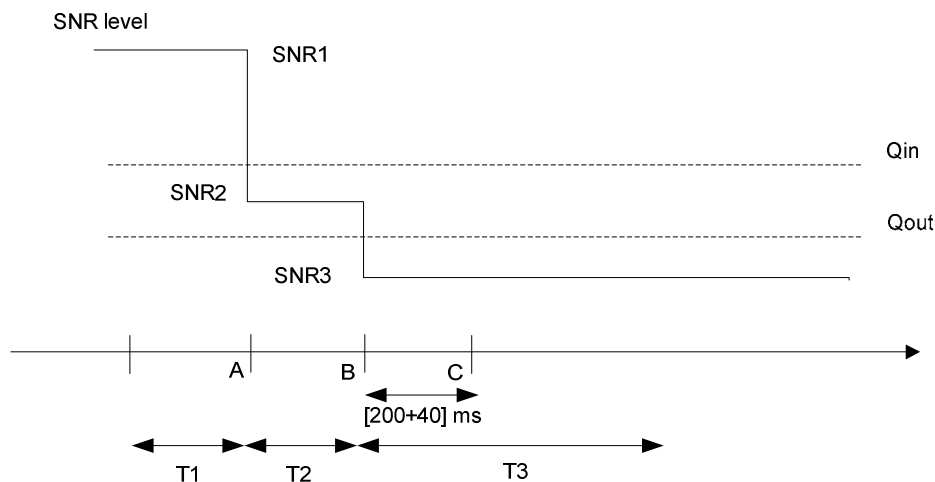 SNR level
SNR1
Qin
SNR2
Qout
SNR3
A
B
C
[200+40] ms
T1
T2
T3